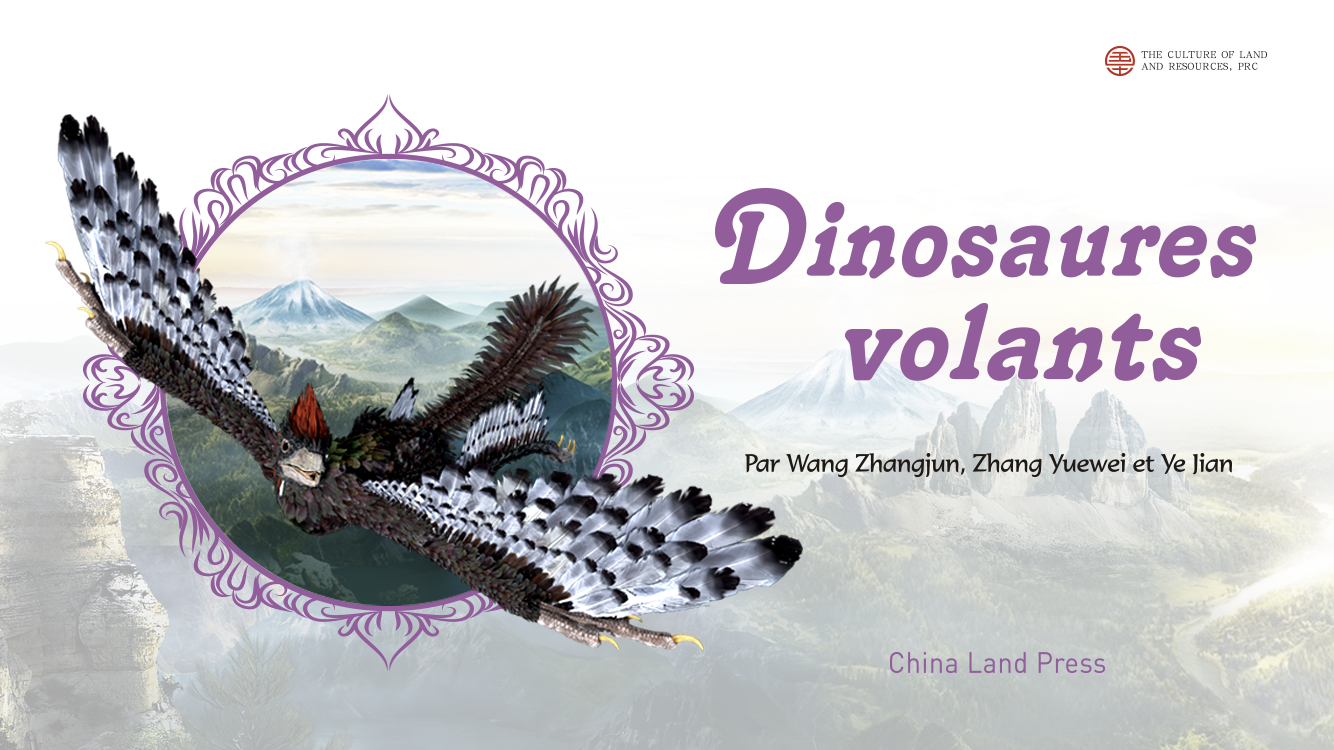 THE CULTURE OF LAND
AND RESOURCES, PRC
Dinosaures
volants
Par Wang Zhangjun, Zhang Yuewei et Ye Jian
China Land Press